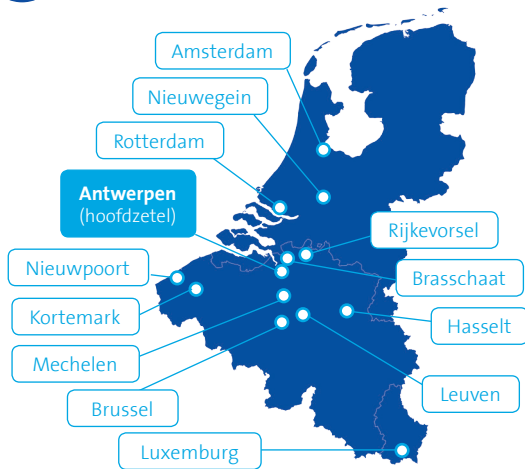 Amsterdam
Nieuwegein
Rotterdam
Antwerpen
(hoofdzetel)
Rijkevorsel
Nieuwpoort
Brasschaat
Kortemark
Hasselt
Mechelen
Leuven
Brussel
Luxemburg